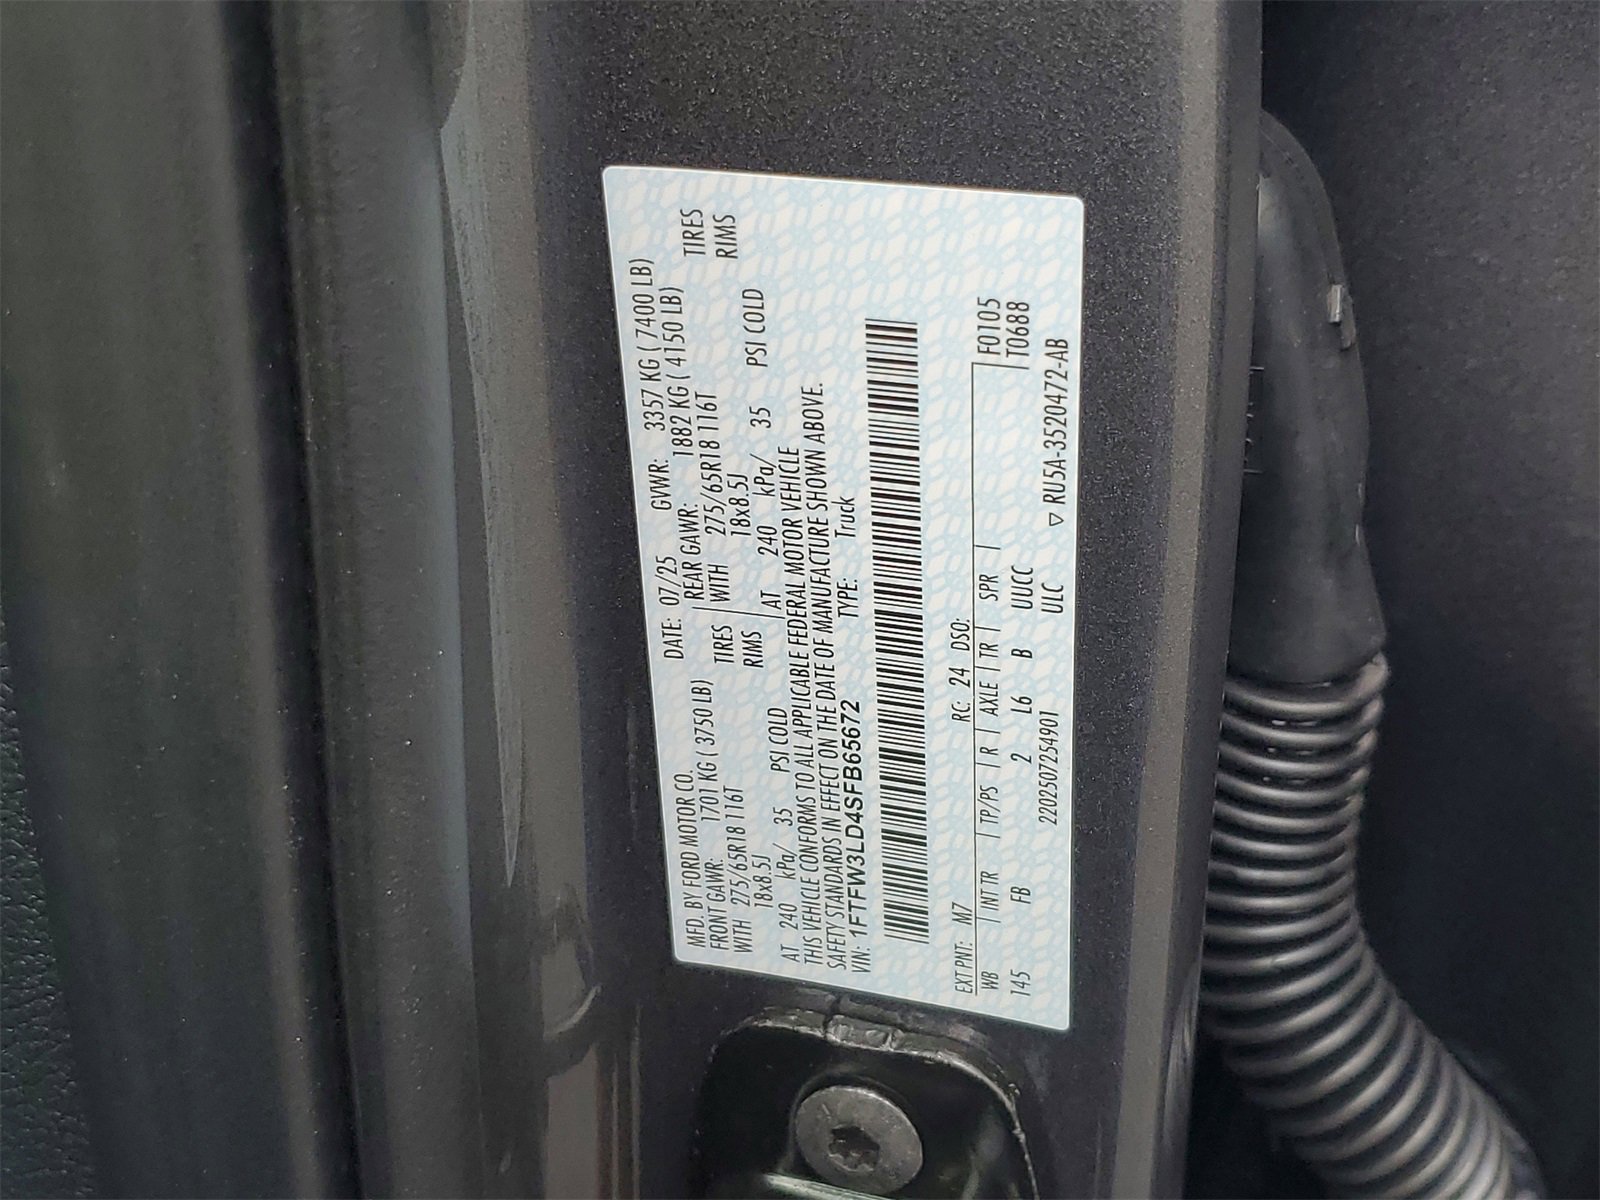 MFD. BY FORD MOTOR CO. DATE: 07/25 GVWR: 3357 KG ( 7400 LB)
FRONT GAWR: 1701 KG ( 3750 LB) REAR GAWR: 1882 KG ( 4150 LB)
WITH 275/65R18 116T TIRES WITH 275/65R18 116T TIRES
18x8.5J RIMS 18x8.5J RIMS
AT 240 kPa/ 35 PSI COLD AT 240 kPa/ 35 PSI COLD
THIS VEHICLE CONFORMS TO ALL APPLICABLE FEDERAL MOTOR VEHICLE
SAFETY STANDARDS IN EFFECT ON THE DATE OF MANUFACTURE SHOWN ABOVE.
VIN: 1FTFW3LD4SFB65672 TYPE: Truck
EXT PNT: M7 RC: 24 DSO:
WB INT TR TP/PS R AXLE TR SPR F0105
145 FB 2 L6 B UUCC T0688
2202507254901 ULC ▽ RU5A-3520472-AB